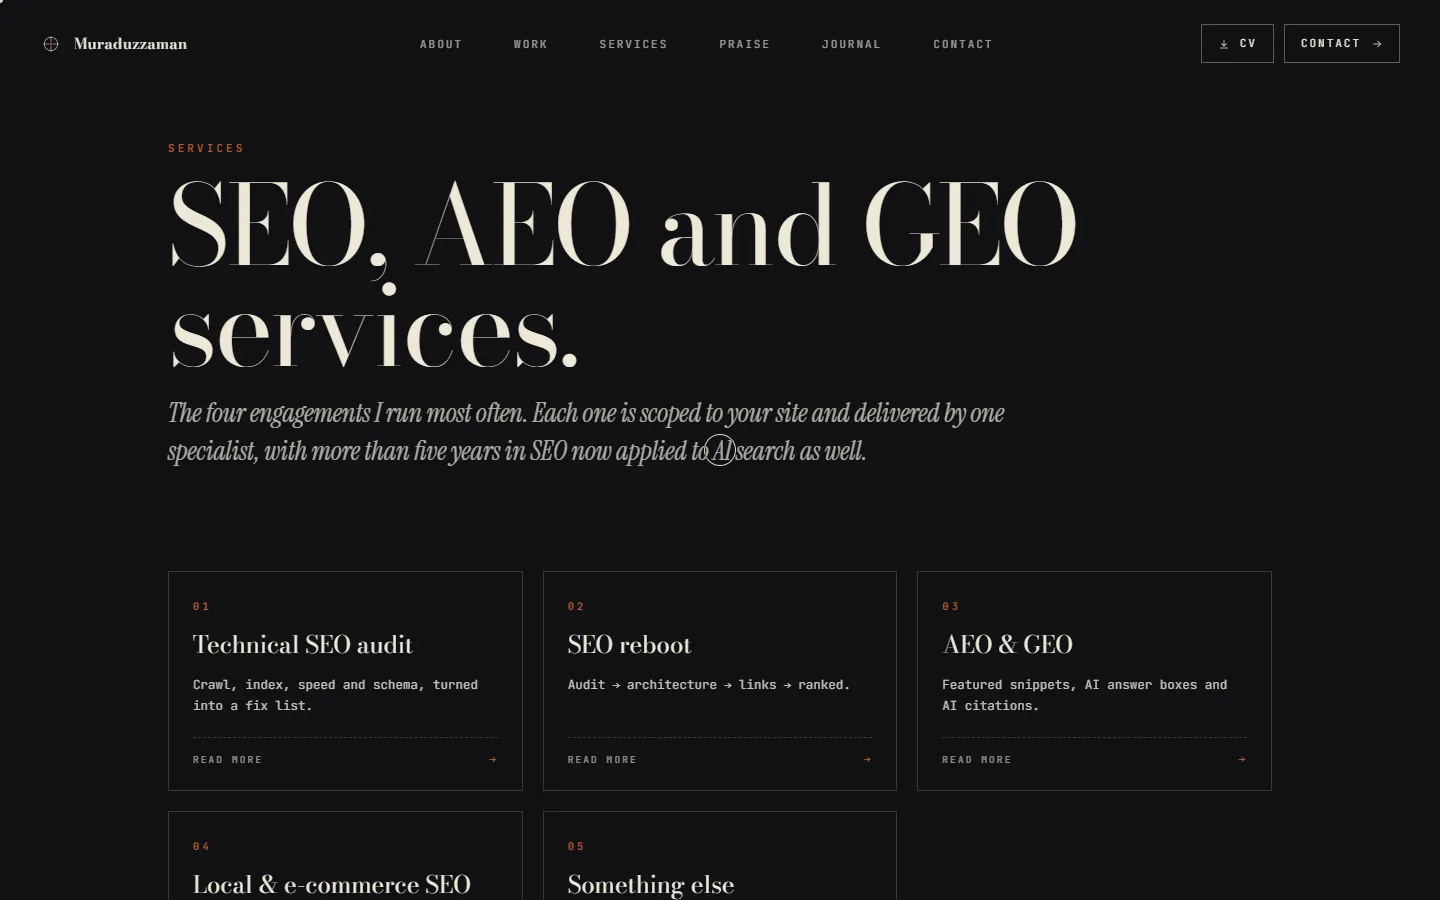 Muraduzzaman
ABOUT
WORK
SERVICES
PRAISE
JOURNAL
CONTACT
CV
CONTACT →
SERVICES
SEO, AEO and GEO
services.
The four engagements I run most often. Each one is scoped to your site and delivered by one
specialist, with more than five years in SEO now applied to AI search as well.
01
Technical SEO audit
Crawl, index, speed and schema, turned
into a fix list.
READ MORE →
02
SEO reboot
Audit → architecture → links → ranked.
READ MORE →
03
AEO & GEO
Featured snippets, AI answer boxes and
AI citations.
READ MORE →
04
Local & e-commerce SEO
05
Something else